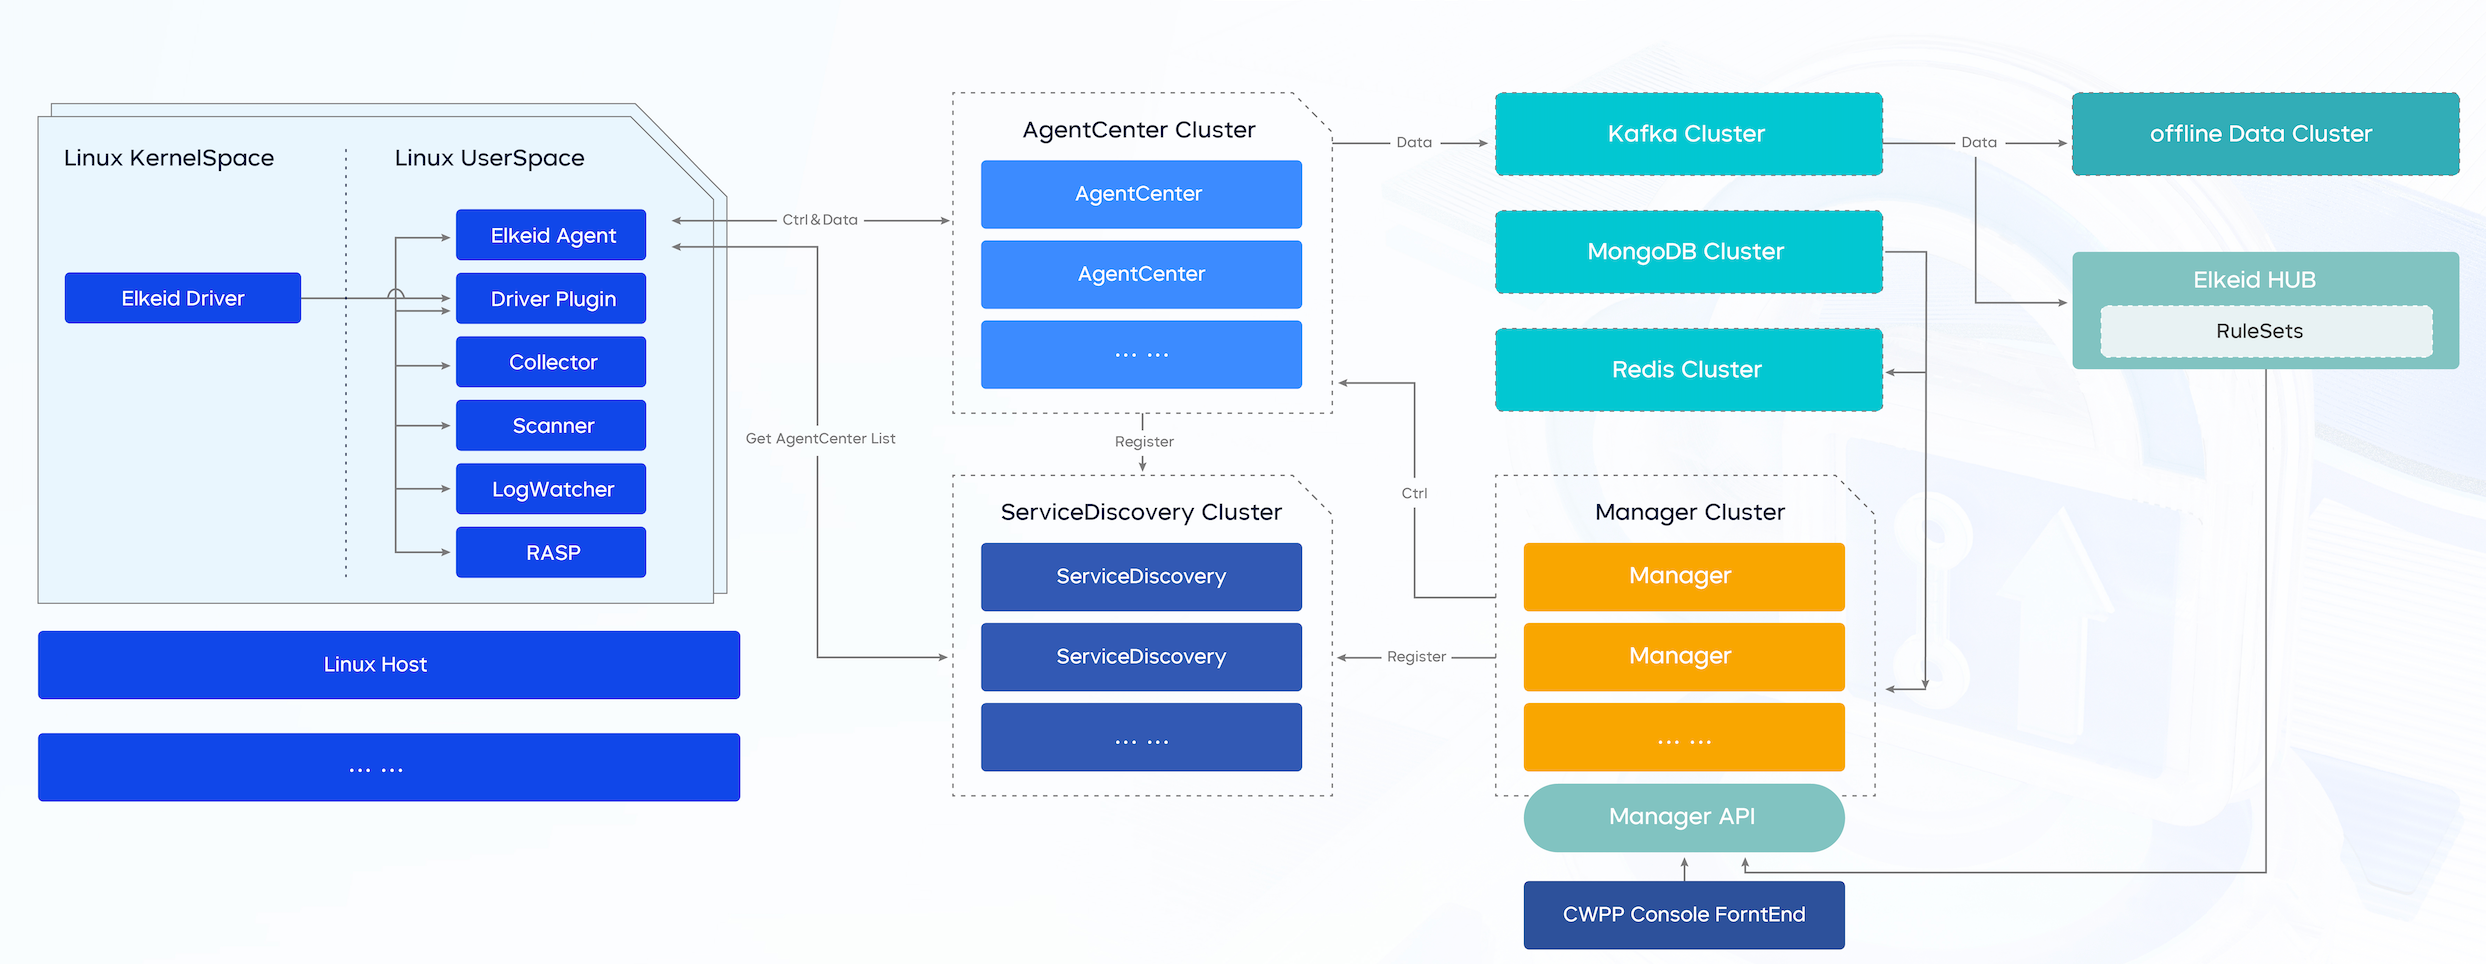 Linux KernelSpace
Linux UserSpace
Elkeid Driver
Elkeid Agent
Driver Plugin
Collector
Scanner
LogWatcher
RASP
Linux Host
... ...
Ctrl&Data
Get AgentCenter List
AgentCenter Cluster
AgentCenter
AgentCenter
... ...
Register
ServiceDiscovery Cluster
ServiceDiscovery
ServiceDiscovery
... ...
Data
Ctrl
Register
Kafka Cluster
MongoDB Cluster
Redis Cluster
Manager Cluster
Manager
Manager
... ...
Manager API
CWPP Console ForntEnd
Data
offline Data Cluster
Elkeid HUB
RuleSets